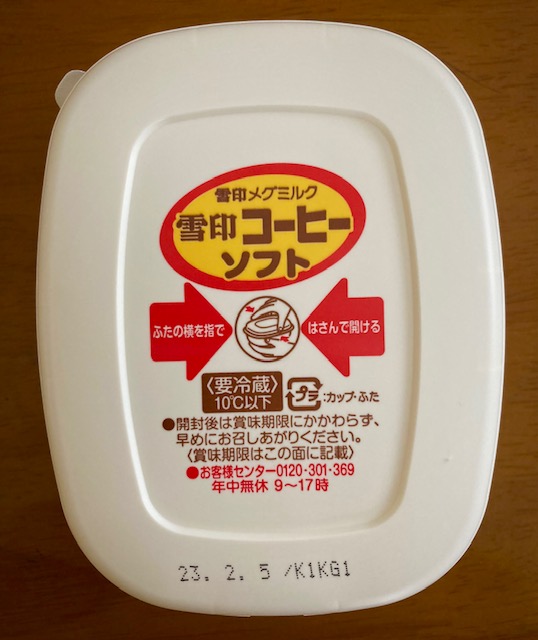 雪印メグミルク
雪印コーヒー
ソフト
ふたの横を指で
はさんで開ける
〈要冷蔵〉
10℃以下
プラ:カップ・ふた
●開封後は賞味期限にかかわらず、
早めにお召しあがりください。
〈賞味期限はこの面に記載〉
●お客様センター0120・301・369
年中無休 9〜17時
23. 2. 5 /K1KG1